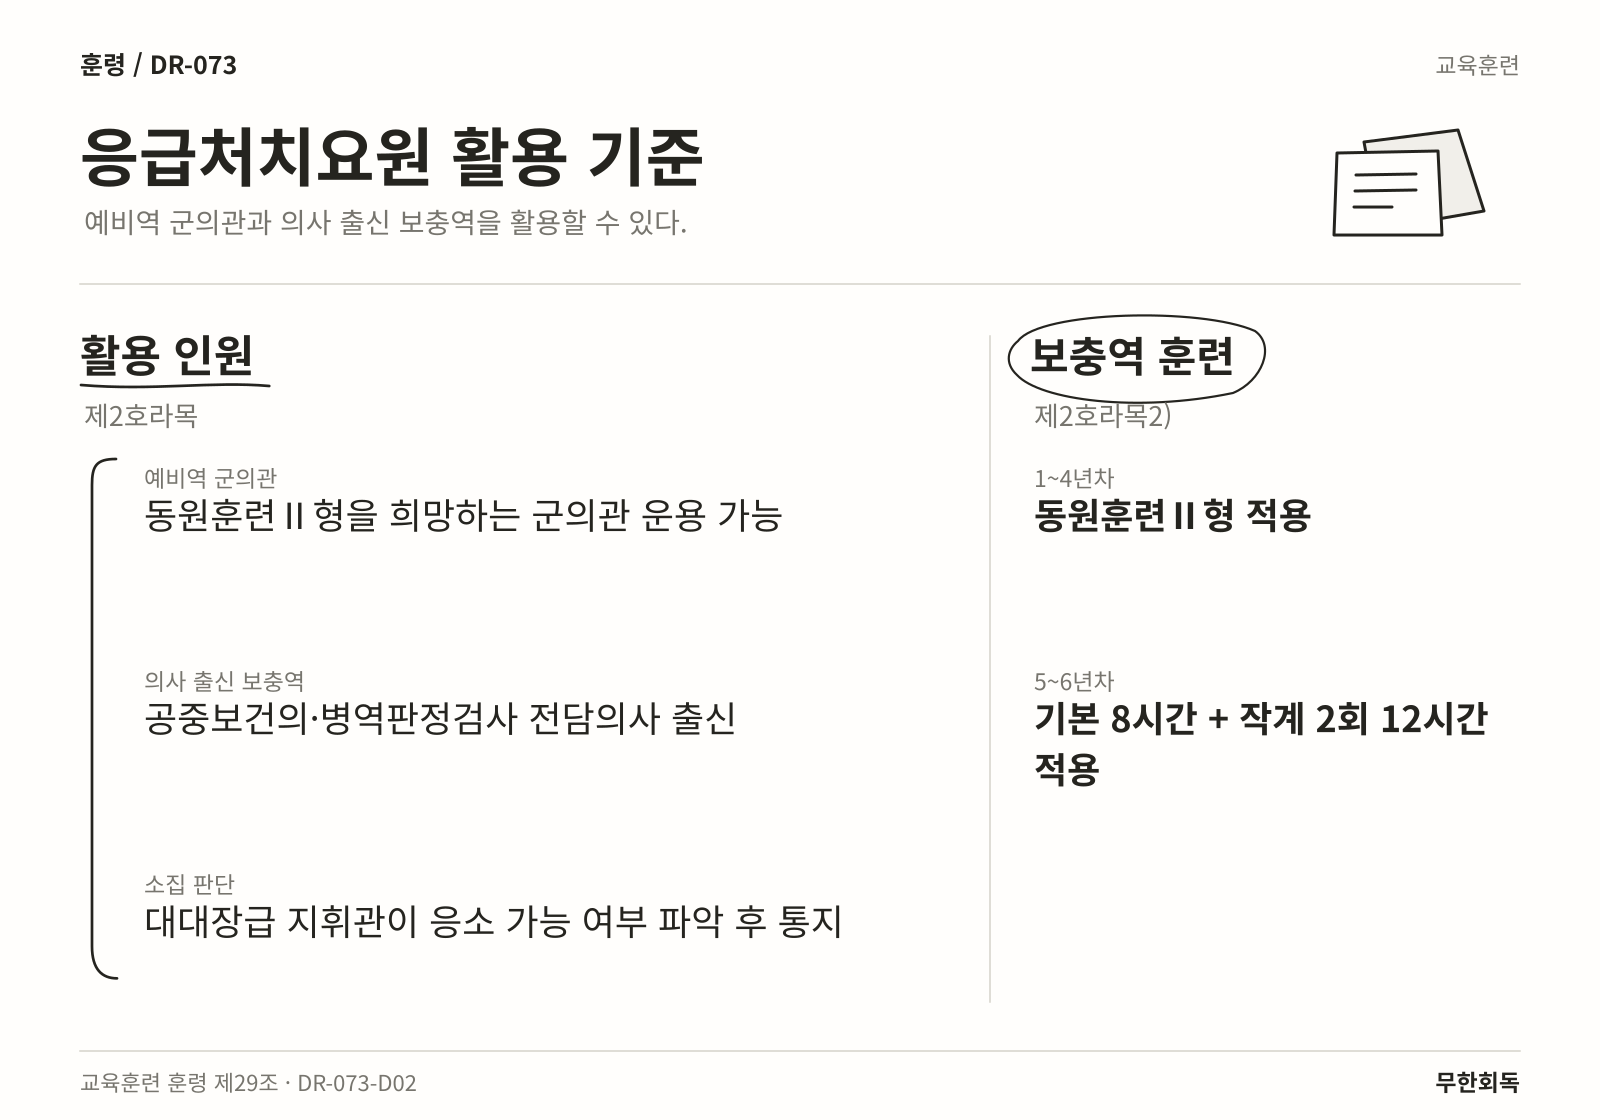 훈령 / DR-073
교육훈련
응급처치요원 활용 기준
예비역 군의관과 의사 출신 보충역을 활용할 수 있다.
활용 인원
제2호라목
예비역 군의관
동원훈련Ⅱ형을 희망하는 군의관 운용 가능
의사 출신 보충역
공중보건의·병역판정검사 전담의사 출신
소집 판단
대대장급 지휘관이 응소 가능 여부 파악 후 통지
보충역 훈련
제2호라목2)
1~4년차
동원훈련Ⅱ형 적용
5~6년차
기본 8시간 + 작계 2회 12시간
적용
교육훈련 훈령 제29조 · DR-073-D02
무한회독